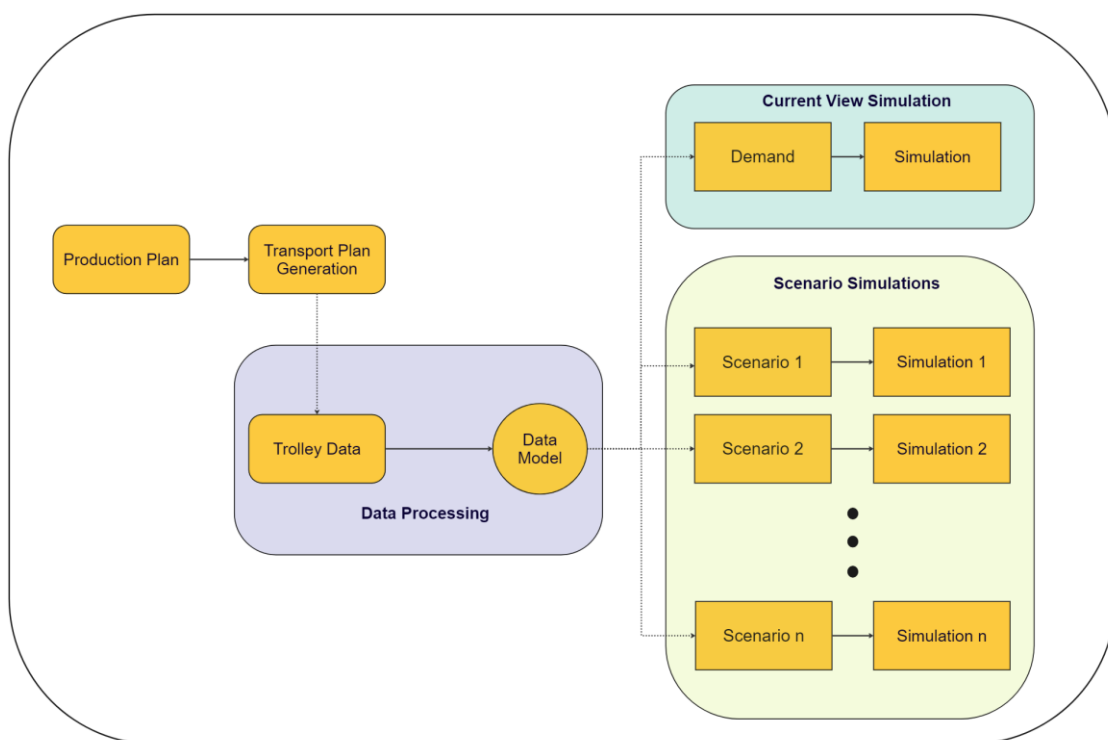 Current View Simulation
Demand
Simulation
Production Plan
Transport Plan
Generation
Scenario Simulations
Scenario 1
Simulation 1
Trolley Data
Data
Model
Scenario 2
Simulation 2
Data Processing
Scenario n
Simulation n